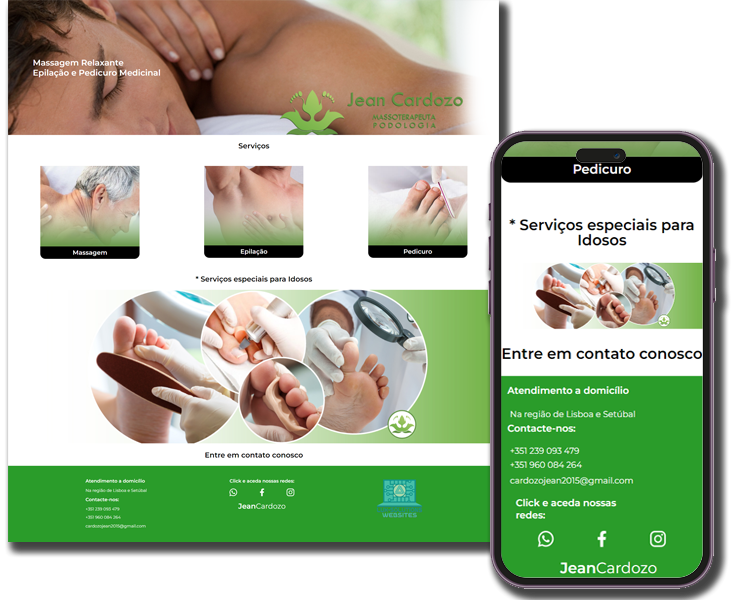 Massagem Relaxante
Epilação e Pedicuro Medicinal
Jean Cardozo
MASSOTERAPEUTA
PODOLOGIA
Serviços
Massagem
Epilação
Pedicuro
* Serviços especiais para Idosos
Entre em contato conosco
Atendimento a domicílio
Na região de Lisboa e Setúbal
Contacte-nos:
+351 239 093 479
+351 960 084 264
cardozojean2015@gmail.com
Click e aceda nossas redes:
JeanCardozo
WEBSITES
Pedicuro
* Serviços especiais para
Idosos
Entre em contato conosco
Atendimento a domicílio
Na região de Lisboa e Setúbal
Contacte-nos:
+351 239 093 479
+351 960 084 264
cardozojean2015@gmail.com
Click e aceda nossas
redes:
JeanCardozo